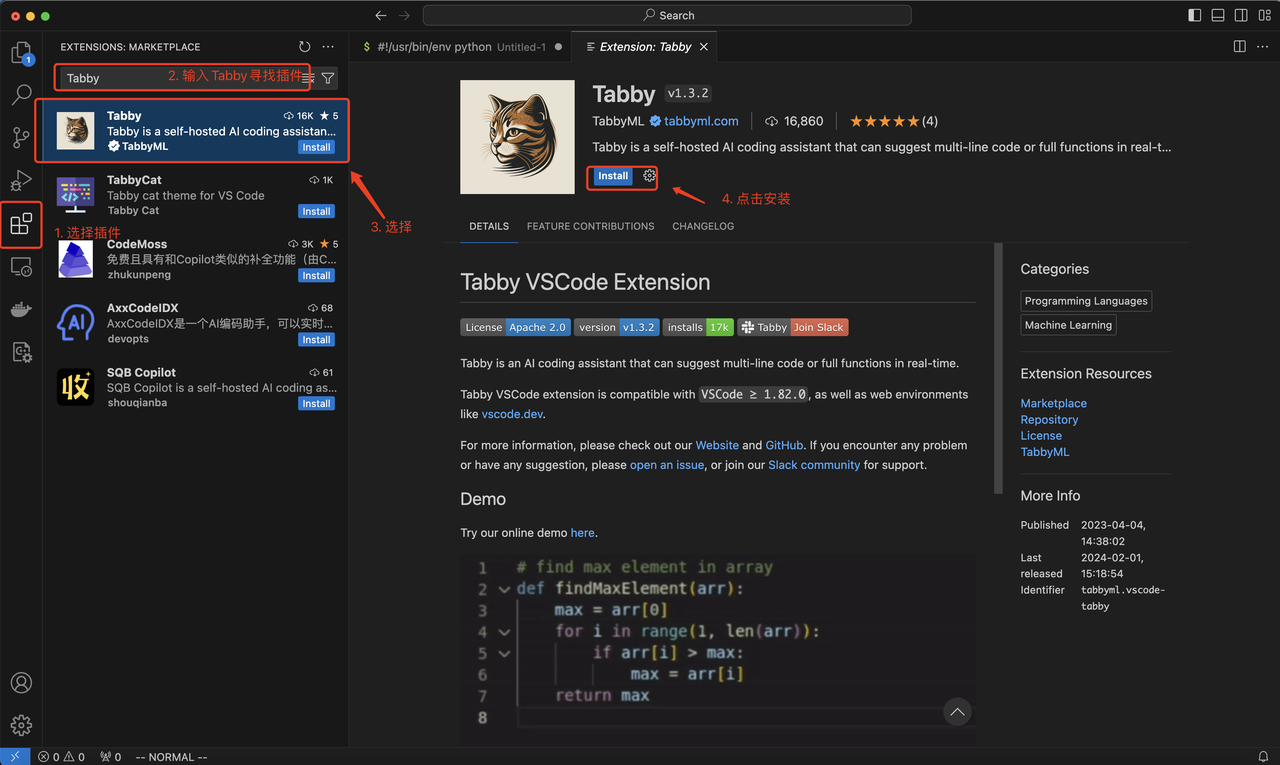 Search
EXTENSIONS: MARKETPLACE
1
Tabby
2. 输入 Tabby 寻找插件
Tabby
16K ★ 5
Tabby is a self-hosted AI coding assistan...
TabbyML
Install
TabbyCat
1K
Tabby cat theme for VS Code
Tabby Cat
Install
1. 选择插件
CodeMoss
3K ★ 5
免费且具有和Copilot类似的补全功能（由C...
zhukunpeng
Install
AxxCodeIDX
68
AxxCodeIDX是一个AI编码助手，可以实时...
devopts
Install
SQB Copilot
61
SQB Copilot is a self-hosted AI coding as...
shouqianba
Install
收
AI
3. 选择
$ #!/usr/bin/env python Untitled-1
Extension: Tabby
Tabby v1.3.2
TabbyML tabbyml.com 16,860 ★★★★★(4)
Tabby is a self-hosted AI coding assistant that can suggest multi-line code or full functions in real-t...
Install
4. 点击安装
DETAILS FEATURE CONTRIBUTIONS CHANGELOG
Tabby VSCode Extension
License Apache 2.0 version v1.3.2 installs 17k Tabby Join Slack
Tabby is an AI coding assistant that can suggest multi-line code or full functions in real-time.
Tabby VSCode extension is compatible with VSCode ≥ 1.82.0, as well as web environments
like vscode.dev.
For more information, please check out our Website and GitHub. If you encounter any problem
or have any suggestion, please open an issue, or join our Slack community for support.
Demo
Try our online demo here.
1 # find max element in array
2 def findMaxElement(arr):
3 max = arr[0]
4 for i in range(1, len(arr)):
5 if arr[i] > max:
6 max = arr[i]
7 return max
8
Categories
Programming Languages
Machine Learning
Extension Resources
Marketplace
Repository
License
TabbyML
More Info
Published 2023-04-04,
14:38:02
Last 2024-02-01,
released 15:18:54
Identifier tabbyml.vscode-
tabby
0 0 0 -- NORMAL --